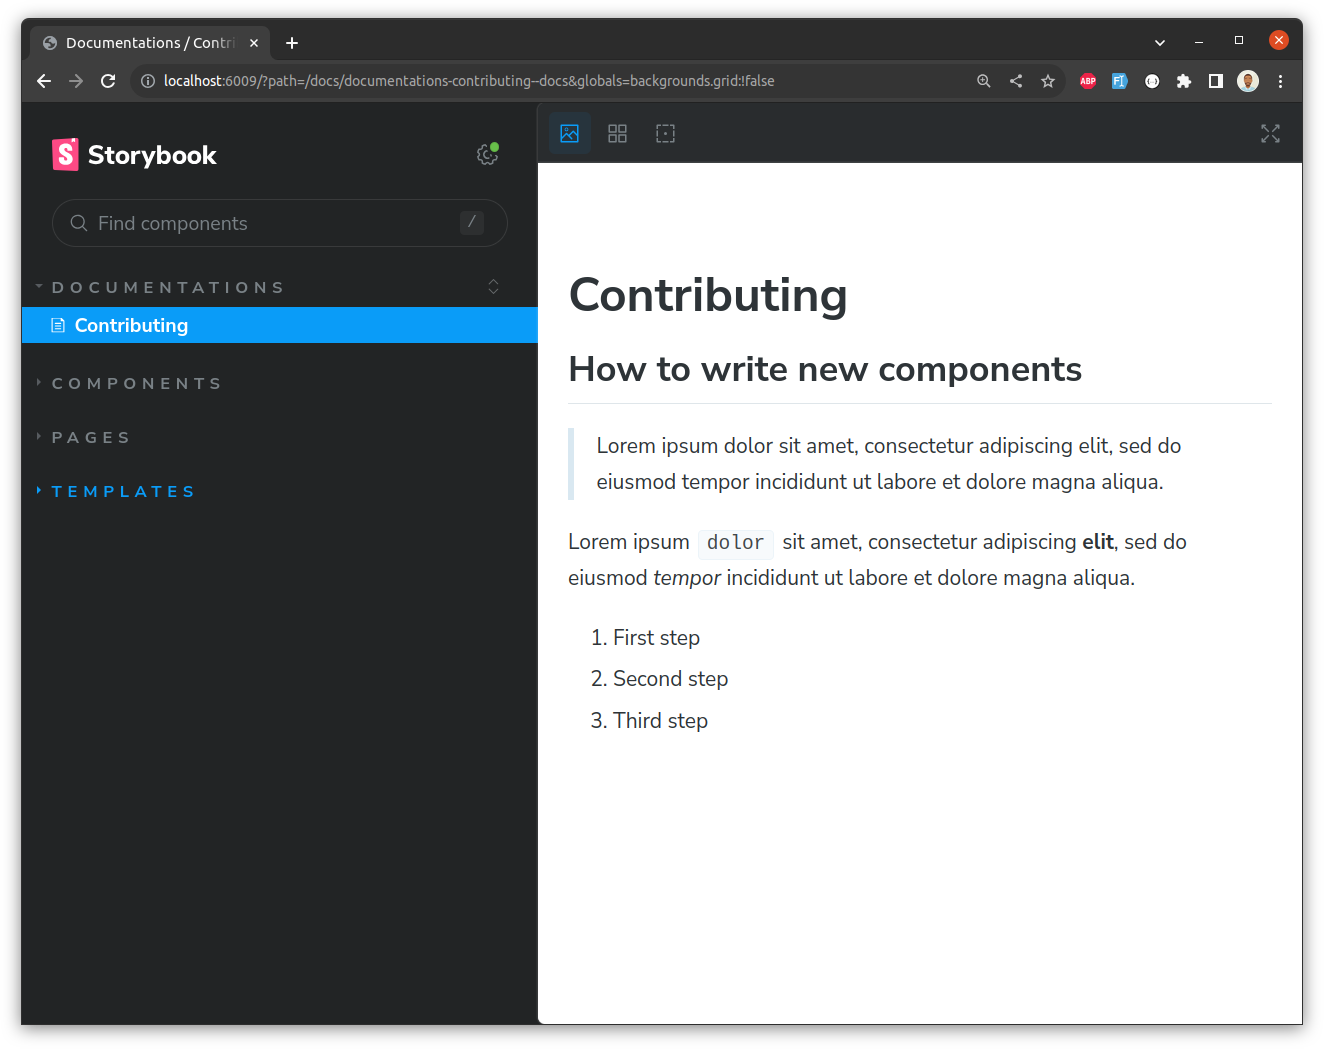 Documentations / Contri
localhost:6009/?path=/docs/documentations-contributing--docs&globals=backgrounds.grid:!false
ABP
S Storybook
Find components /
DOCUMENTATIONS
Contributing
COMPONENTS
PAGES
TEMPLATES
Contributing
How to write new components
Lorem ipsum dolor sit amet, consectetur adipiscing elit, sed do
eiusmod tempor incididunt ut labore et dolore magna aliqua.
Lorem ipsum dolor sit amet, consectetur adipiscing elit, sed do
eiusmod tempor incididunt ut labore et dolore magna aliqua.
1. First step
2. Second step
3. Third step